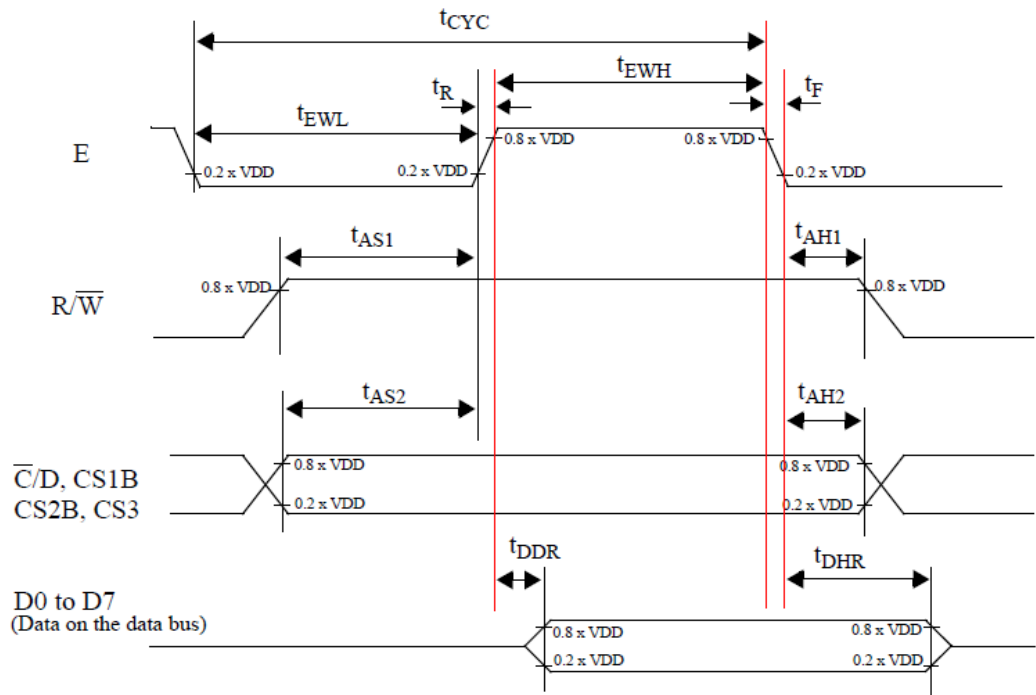 tCYC
tEWH
tR
tF
tEWL
E
0.8 x VDD
0.8 x VDD
0.2 x VDD
0.2 x VDD
0.2 x VDD
tAS1
tAH1
R/W̅
0.8 x VDD
0.8 x VDD
tAS2
tAH2
C̅/D, CS1B
CS2B, CS3
0.8 x VDD
0.8 x VDD
0.2 x VDD
0.2 x VDD
tDDR
tDHR
D0 to D7
(Data on the data bus)
0.8 x VDD
0.8 x VDD
0.2 x VDD
0.2 x VDD